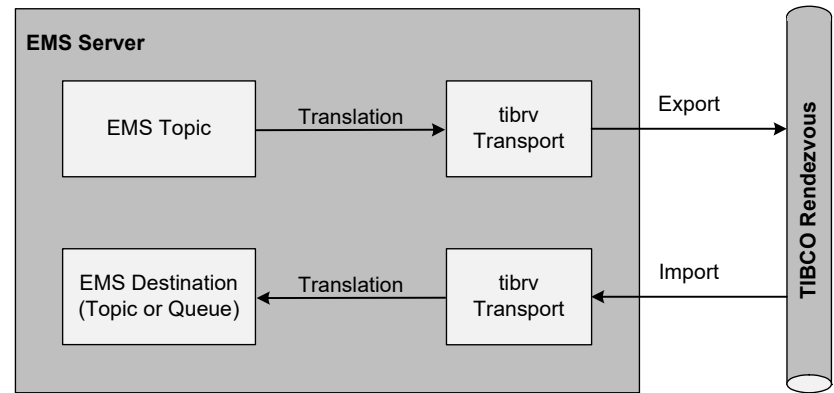 EMS Server
EMS Topic
Translation
tibrv
Transport
Export
TIBCO Rendezvous
EMS Destination
(Topic or Queue)
Translation
tibrv
Transport
Import